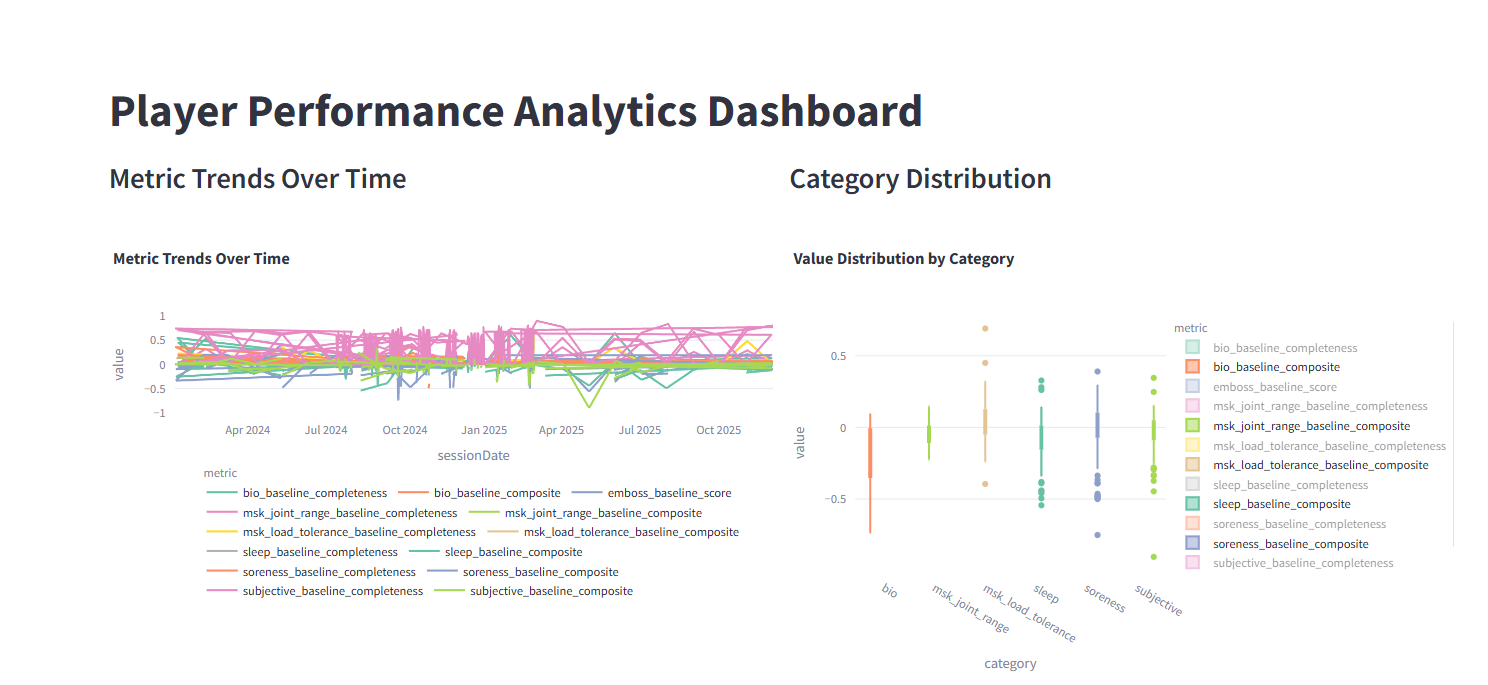 Player Performance Analytics Dashboard
Metric Trends Over Time
Metric Trends Over Time
1
0.5
0
−0.5
−1
value
Apr 2024 Jul 2024 Oct 2024 Jan 2025 Apr 2025 Jul 2025 Oct 2025
sessionDate
metric
bio_baseline_completeness bio_baseline_composite emboss_baseline_score
msk_joint_range_baseline_completeness msk_joint_range_baseline_composite
msk_load_tolerance_baseline_completeness msk_load_tolerance_baseline_composite
sleep_baseline_completeness sleep_baseline_composite
soreness_baseline_completeness soreness_baseline_composite
subjective_baseline_completeness subjective_baseline_composite
Category Distribution
Value Distribution by Category
0.5
0
−0.5
value
bio msk_joint_range msk_load_tolerance sleep soreness subjective
category
metric
bio_baseline_completeness
bio_baseline_composite
emboss_baseline_score
msk_joint_range_baseline_completeness
msk_joint_range_baseline_composite
msk_load_tolerance_baseline_completeness
msk_load_tolerance_baseline_composite
sleep_baseline_completeness
sleep_baseline_composite
soreness_baseline_completeness
soreness_baseline_composite
subjective_baseline_completeness